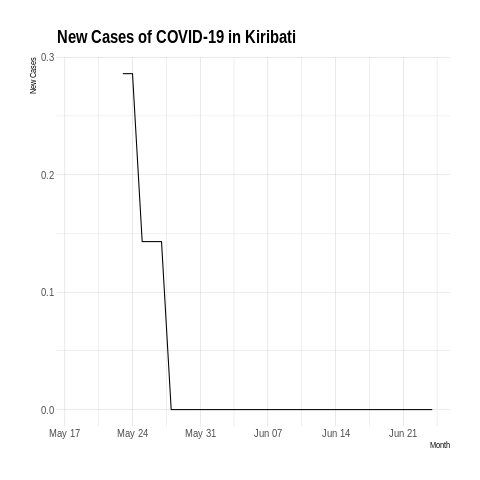 New Cases of COVID-19 in Kiribati
New Cases
0.3
0.2
0.1
0.0
May 17 May 24 May 31 Jun 07 Jun 14 Jun 21
Month